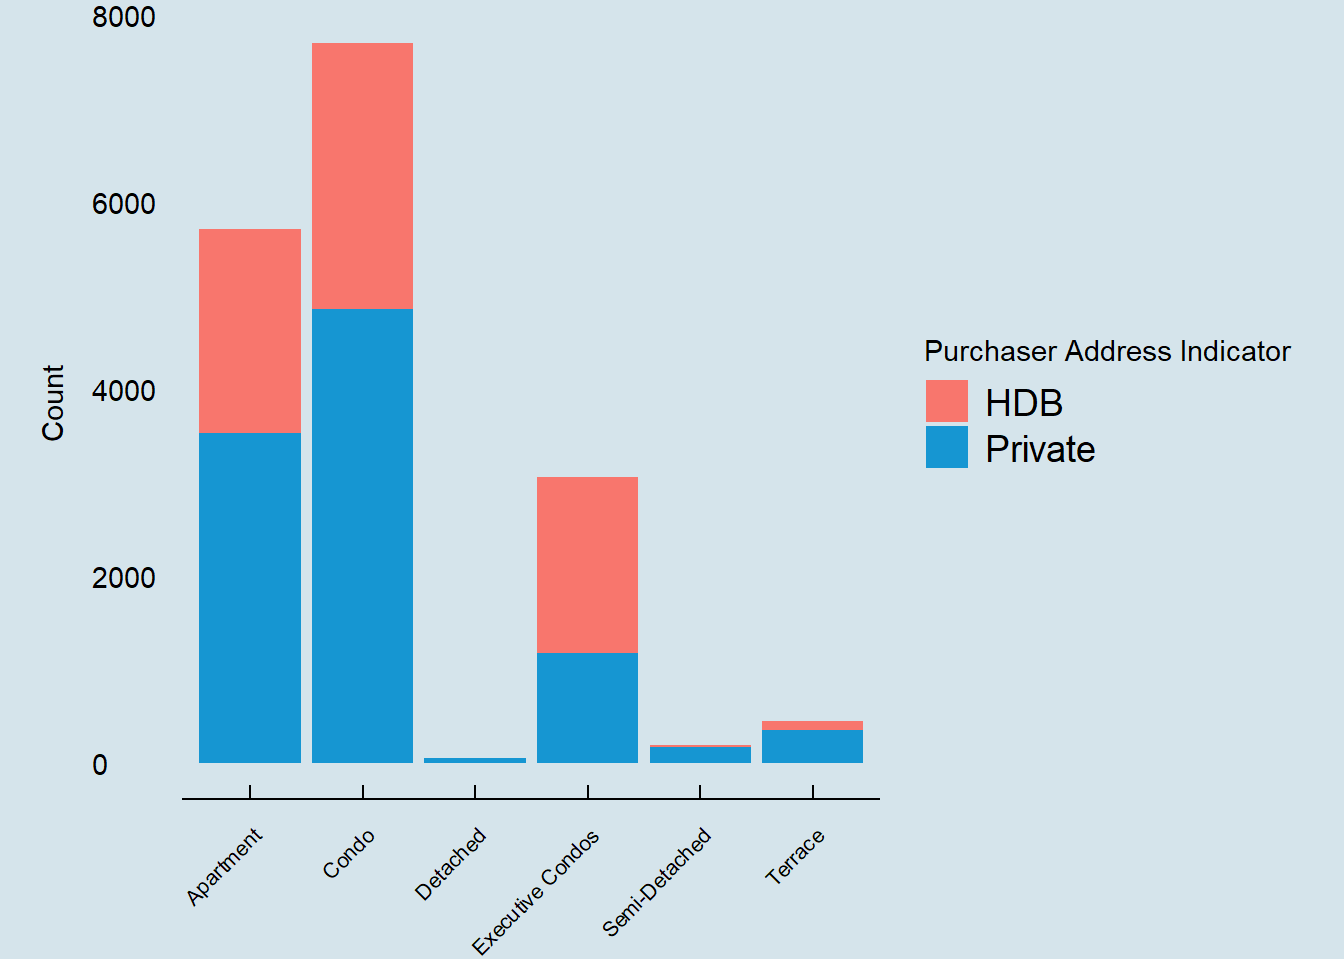 8000
6000
4000
2000
0
Count
Apartment
Condo
Detached
Executive Condos
Semi-Detached
Terrace
Purchaser Address Indicator
HDB
Private